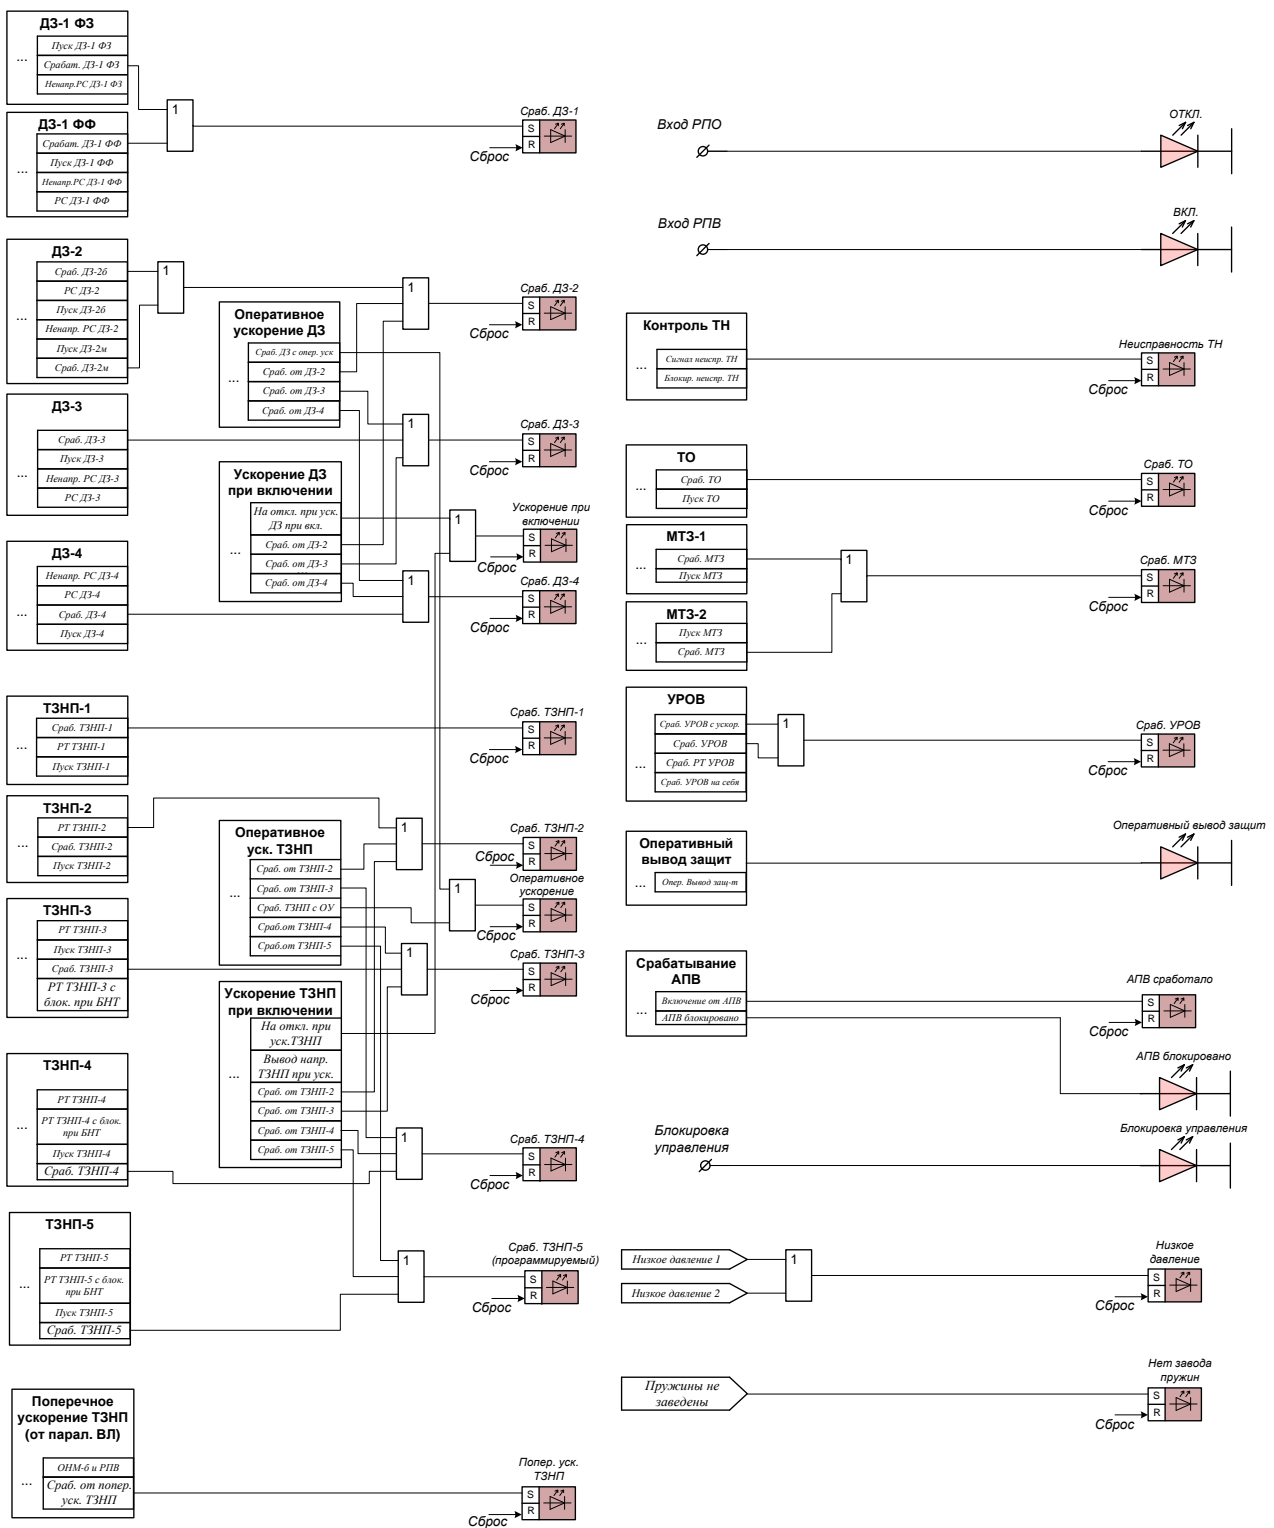 ДЗ-1 ФЗ
...
Пуск ДЗ-1 ФЗ
Срабат. ДЗ-1 ФЗ
Ненапр.РС ДЗ-1 ФЗ
ДЗ-1 ФФ
...
Срабат. ДЗ-1 ФФ
Пуск ДЗ-1 ФФ
Ненапр.РС ДЗ-1 ФФ
РС ДЗ-1 ФФ
1
Сраб. ДЗ-1
S
R
Сброс
ДЗ-2
...
Сраб. ДЗ-2б
РС ДЗ-2
Пуск ДЗ-2б
Ненапр. РС ДЗ-2
Пуск ДЗ-2м
Сраб. ДЗ-2м
1
Оперативное
ускорение ДЗ
...
Сраб. ДЗ с опер. уск
Сраб. от ДЗ-2
Сраб. от ДЗ-3
Сраб. от ДЗ-4
1
Сраб. ДЗ-2
S
R
Сброс
ДЗ-3
...
Сраб. ДЗ-3
Пуск ДЗ-3
Ненапр. РС ДЗ-3
РС ДЗ-3
1
Сраб. ДЗ-3
S
R
Сброс
Ускорение ДЗ
при включении
...
На откл. при уск.
ДЗ при вкл.
Сраб. от ДЗ-2
Сраб. от ДЗ-3
...
Сраб. от ДЗ-4
1
Ускорение при
включении
S
R
Сброс
ДЗ-4
...
Ненапр. РС ДЗ-4
РС ДЗ-4
Сраб. ДЗ-4
Пуск ДЗ-4
1
Сраб. ДЗ-4
S
R
Сброс
ТЗНП-1
...
Сраб. ТЗНП-1
РТ ТЗНП-1
Пуск ТЗНП-1
Сраб. ТЗНП-1
S
R
Сброс
ТЗНП-2
...
РТ ТЗНП-2
Сраб. ТЗНП-2
Пуск ТЗНП-2
Оперативное
уск. ТЗНП
...
Сраб. от ТЗНП-2
Сраб. от ТЗНП-3
Сраб. ТЗНП с ОУ
Сраб.от ТЗНП-4
Сраб.от ТЗНП-5
1
Сраб. ТЗНП-2
S
R
Сброс
1
Оперативное
ускорение
S
R
Сброс
ТЗНП-3
...
РТ ТЗНП-3
Пуск ТЗНП-3
Сраб. ТЗНП-3
РТ ТЗНП-3 с
блок. при БНТ
1
Сраб. ТЗНП-3
S
R
Сброс
Ускорение ТЗНП
при включении
...
На откл. при
уск.ТЗНП
Вывод напр.
ТЗНП при уск.
Сраб. от ТЗНП-2
Сраб. от ТЗНП-3
Сраб. от ТЗНП-4
Сраб. от ТЗНП-5
ТЗНП-4
...
РТ ТЗНП-4
РТ ТЗНП-4 с блок.
при БНТ
Пуск ТЗНП-4
Сраб. ТЗНП-4
1
Сраб. ТЗНП-4
S
R
Сброс
ТЗНП-5
...
РТ ТЗНП-5
РТ ТЗНП-5 с блок.
при БНТ
Пуск ТЗНП-5
Сраб. ТЗНП-5
1
Сраб. ТЗНП-5
(программируемый)
S
R
Сброс
Поперечное
ускорение ТЗНП
(от парал. ВЛ)
...
ОНМ-б и РПВ
Сраб. от попер.
уск. ТЗНП
Попер. уск.
ТЗНП
S
R
Сброс
Вход РПО
ОТКЛ.
Вход РПВ
ВКЛ.
Контроль ТН
...
Сигнал неиспр. ТН
Блокир. неиспр. ТН
Неисправность ТН
S
R
Сброс
ТО
...
Сраб. ТО
Пуск ТО
Сраб. ТО
S
R
Сброс
МТЗ-1
...
Сраб. МТЗ
Пуск МТЗ
МТЗ-2
...
Пуск МТЗ
Сраб. МТЗ
1
Сраб. МТЗ
S
R
Сброс
УРОВ
...
Сраб. УРОВ с ускор.
Сраб. УРОВ
Сраб. РТ УРОВ
Сраб. УРОВ на себя
1
Сраб. УРОВ
S
R
Сброс
Оперативный
вывод защит
...
Опер. Вывод защ-т
Оперативный вывод защит
Срабатывание
АПВ
...
Включение от АПВ
АПВ блокировано
АПВ сработало
S
R
Сброс
АПВ блокировано
Блокировка
управления
Блокировка управления
Низкое давление 1
Низкое давление 2
1
Низкое
давление
S
R
Сброс
Пружины не
заведены
Нет завода
пружин
S
R
Сброс